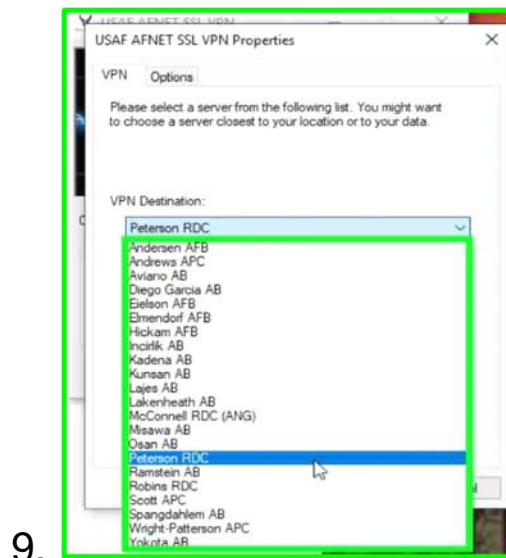 USAF AFNET SSL VPN
USAF AFNET SSL VPN Properties
VPN Options
Please select a server from the following list. You might want
to choose a server closest to your location or to your data.
VPN Destination:
Peterson RDC
Andersen AFB
Andrews APC
Aviano AB
Diego Garcia AB
Eielson AFB
Elmendorf AFB
Hickam AFB
Incirlik AB
Kadena AB
Kunsan AB
Lajes AB
Lakenheath AB
McConnell RDC (ANG)
Misawa AB
Osan AB
Peterson RDC
Ramstein AB
Robins RDC
Scott APC
Spangdahlem AB
Wright-Patterson APC
Yokota AB
9.